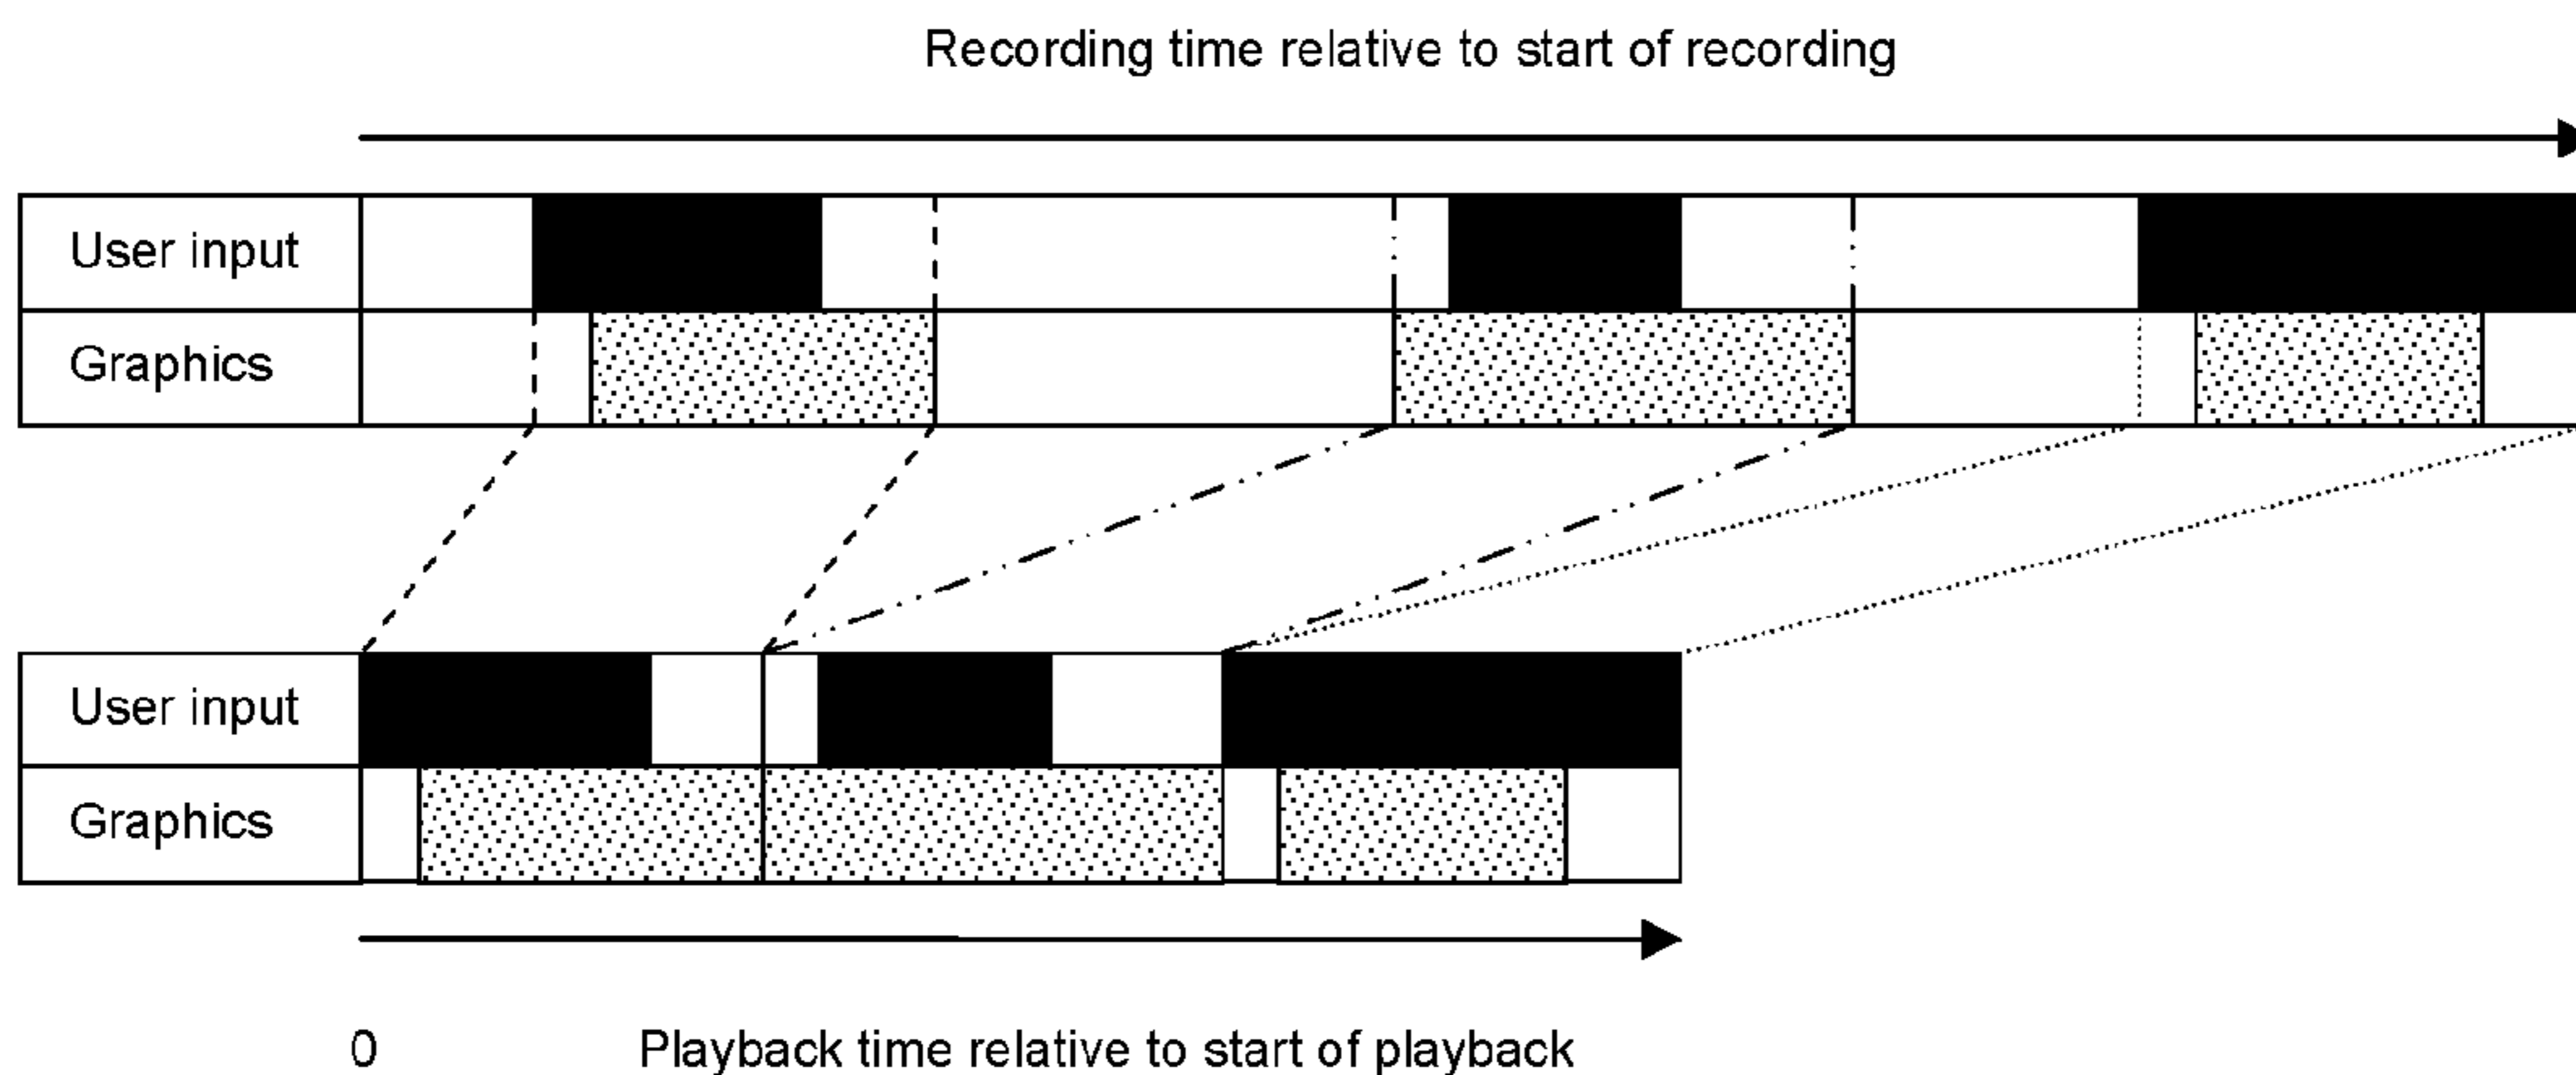 Recording time relative to start of recording
User input
Graphics
User input
Graphics
0
Playback time relative to start of playback